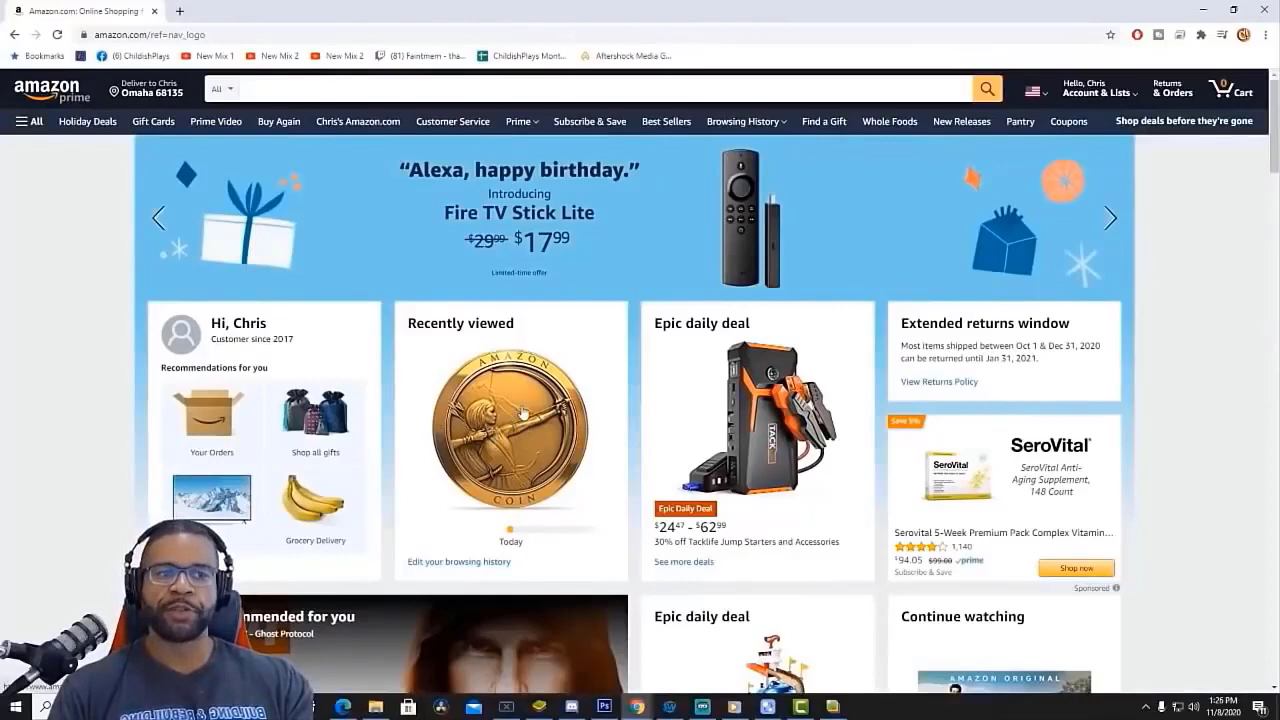 Amazon.com: Online Shopping f
amazon.com/ref=nav_logo
Bookmarks
(6) ChildishPlays
New Mix 1
New Mix 2
New Mix 2
(81) Faintmem - tha...
ChildishPlays Mont...
Aftershock Media G...
amazon prime
Deliver to Chris
Omaha 68135
All
Hello, Chris
Account & Lists
Returns
& Orders
0
Cart
All
Holiday Deals
Gift Cards
Prime Video
Buy Again
Chris's Amazon.com
Customer Service
Prime
Subscribe & Save
Best Sellers
Browsing History
Find a Gift
Whole Foods
New Releases
Pantry
Coupons
Shop deals before they're gone
“Alexa, happy birthday.”
Introducing
Fire TV Stick Lite
$29⁹⁹ $17⁹⁹
Limited-time offer
Hi, Chris
Customer since 2017
Recommendations for you
Your Orders
Shop all gifts
Grocery Delivery
Recently viewed
AMAZON
COIN
Today
Edit your browsing history
Epic daily deal
TACK
Epic Daily Deal
$24⁴⁷ - $62⁹⁹
30% off Tacklife Jump Starters and Accessories
See more deals
Extended returns window
Most items shipped between Oct 1 & Dec 31, 2020
can be returned until Jan 31, 2021.
View Returns Policy
Save 5%
SeroVital
SeroVital
SeroVital Anti-
Aging Supplement,
148 Count
Serovital 5-Week Premium Pack Complex Vitamin...
1,140
$94.05 $99.00 prime
Subscribe & Save
Shop now
Sponsored
mmended for you
- Ghost Protocol
Epic daily deal
Continue watching
AMAZON ORIGINAL
BUILDING & REBUILDING
1:26 PM
11/8/2020